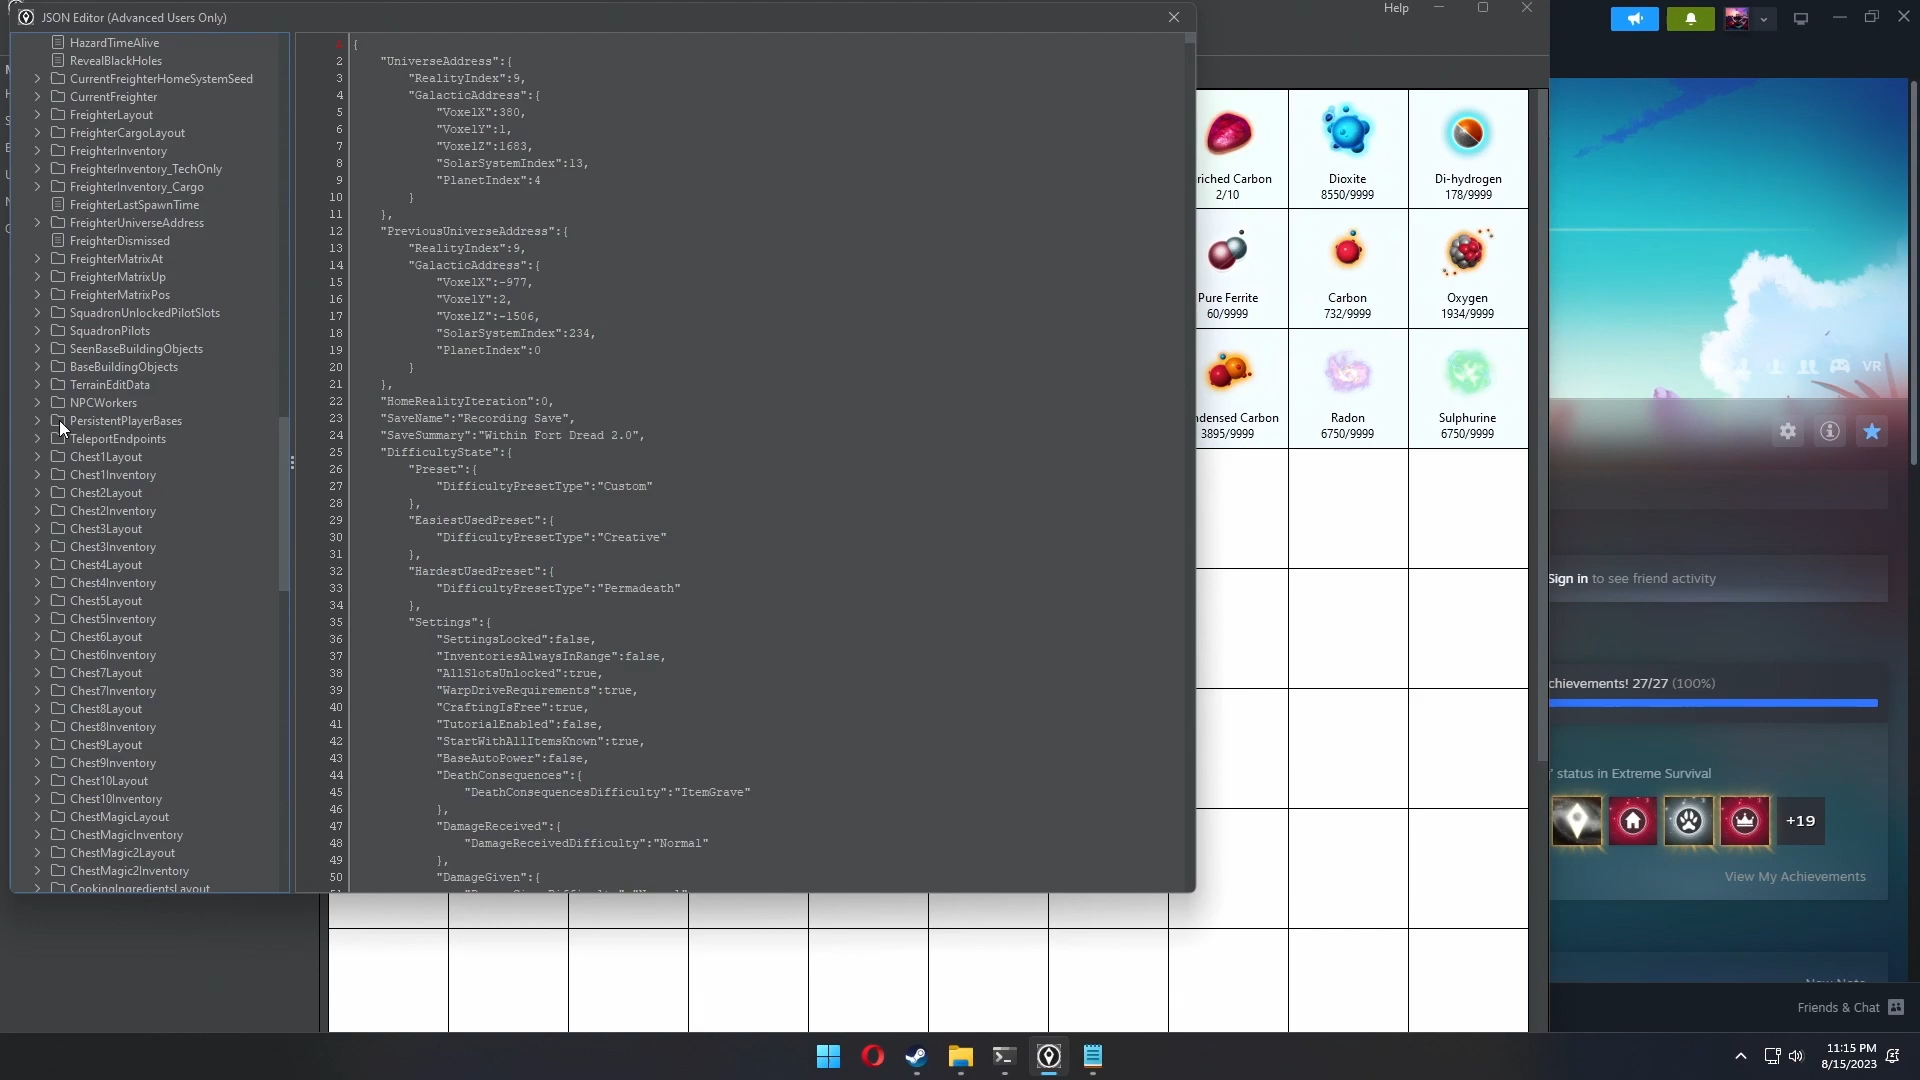 JSON Editor (Advanced Users Only)
HazardTimeAlive
RevealBlackHoles
CurrentFreighterHomeSystemSeed
CurrentFreighter
FreighterLayout
FreighterCargoLayout
FreighterInventory
FreighterInventory_TechOnly
FreighterInventory_Cargo
FreighterLastSpawnTime
FreighterUniverseAddress
FreighterDismissed
FreighterMatrixAt
FreighterMatrixUp
FreighterMatrixPos
SquadronUnlockedPilotSlots
SquadronPilots
SeenBaseBuildingObjects
BaseBuildingObjects
TerrainEditData
NPCWorkers
PersistentPlayerBases
TeleportEndpoints
Chest1Layout
Chest1Inventory
Chest2Layout
Chest2Inventory
Chest3Layout
Chest3Inventory
Chest4Layout
Chest4Inventory
Chest5Layout
Chest5Inventory
Chest6Layout
Chest6Inventory
Chest7Layout
Chest7Inventory
Chest8Layout
Chest8Inventory
Chest9Layout
Chest9Inventory
Chest10Layout
Chest10Inventory
ChestMagicLayout
ChestMagicInventory
ChestMagic2Layout
ChestMagic2Inventory
CookingIngredientsLayout
{
2 "UniverseAddress":{
3 "RealityIndex":9,
4 "GalacticAddress":{
5 "VoxelX":380,
6 "VoxelY":1,
7 "VoxelZ":1683,
8 "SolarSystemIndex":13,
9 "PlanetIndex":4
10 }
11 },
12 "PreviousUniverseAddress":{
13 "RealityIndex":9,
14 "GalacticAddress":{
15 "VoxelX":-977,
16 "VoxelY":2,
17 "VoxelZ":-1506,
18 "SolarSystemIndex":234,
19 "PlanetIndex":0
20 }
21 },
22 "HomeRealityIteration":0,
23 "SaveName":"Recording Save",
24 "SaveSummary":"Within Fort Dread 2.0",
25 "DifficultyState":{
26 "Preset":{
27 "DifficultyPresetType":"Custom"
28 },
29 "EasiestUsedPreset":{
30 "DifficultyPresetType":"Creative"
31 },
32 "HardestUsedPreset":{
33 "DifficultyPresetType":"Permadeath"
34 },
35 "Settings":{
36 "SettingsLocked":false,
37 "InventoriesAlwaysInRange":false,
38 "AllSlotsUnlocked":true,
39 "WarpDriveRequirements":true,
40 "CraftingIsFree":true,
41 "TutorialEnabled":false,
42 "StartWithAllItemsKnown":true,
43 "BaseAutoPower":false,
44 "DeathConsequences":{
45 "DeathConsequencesDifficulty":"ItemGrave"
46 },
47 "DamageReceived":{
48 "DamageReceivedDifficulty":"Normal"
49 },
50 "DamageGiven":{
Help
riched Carbon
2/10
Dioxite
8550/9999
Di-hydrogen
178/9999
Pure Ferrite
60/9999
Carbon
732/9999
Oxygen
1934/9999
densed Carbon
3895/9999
Radon
6750/9999
Sulphurine
6750/9999
VR
Sign in to see friend activity
chievements! 27/27 (100%)
' status in Extreme Survival
+19
View My Achievements
Friends & Chat
11:15 PM
8/15/2023